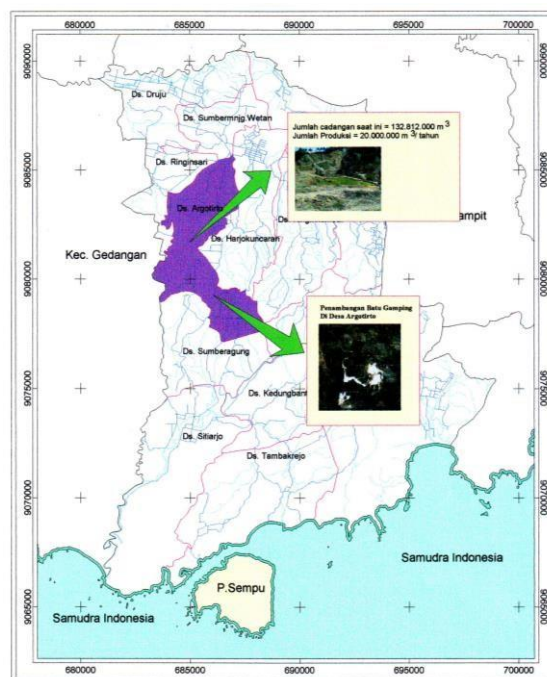 680000 685000 690000 695000 700000
9090000
9090000
Ds. Druju
Ds. Sumbermnjg.Wetan
Jumlah cadangan saat ini = 132.812.000 m3
Jumlah Produksi = 20.000.000 m3/ tahun
Ds. Ringinsari
9085000
9085000
Ds. Argotirto
Ds.
ampit
Ds. Harjokuncaran
Kec. Gedangan
9080000
9080000
Penambangan Batu Gamping
Di Desa Argotirto
Ds. Sumberagung
9075000
9075000
Ds. Kedungbant
Ds. Sitiarjo
Ds. Tambakrejo
9070000
9070000
Samudra Indonesia
P.Sempu
9065000
9065000
Samudra Indonesia
680000 685000 690000 695000 700000